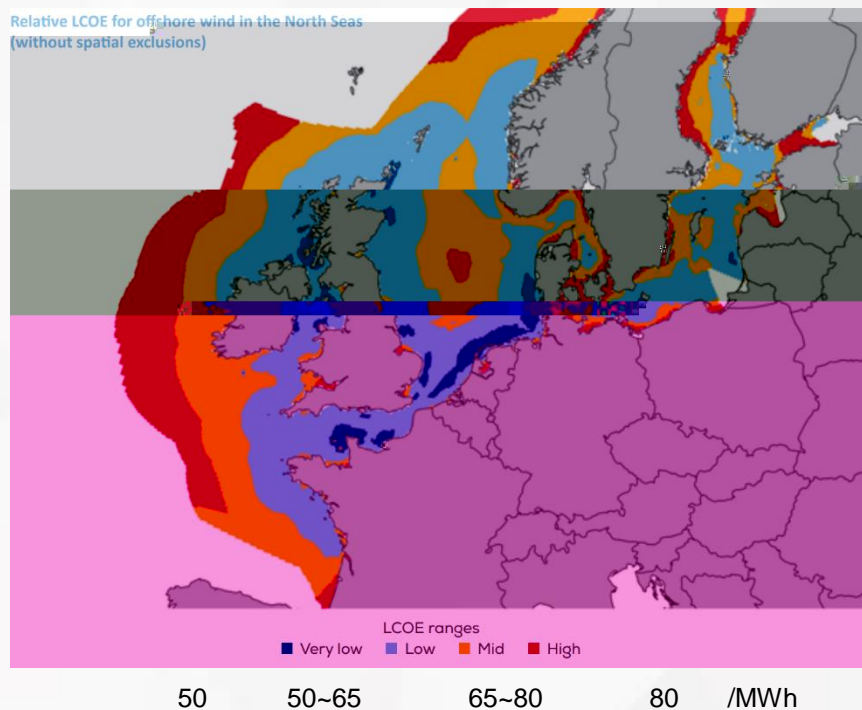 Relative LCOE for offshore wind in the North Seas
(without spatial exclusions)
LCOE ranges
Very low Low Mid High
50 50~65 65~80 80 /MWh